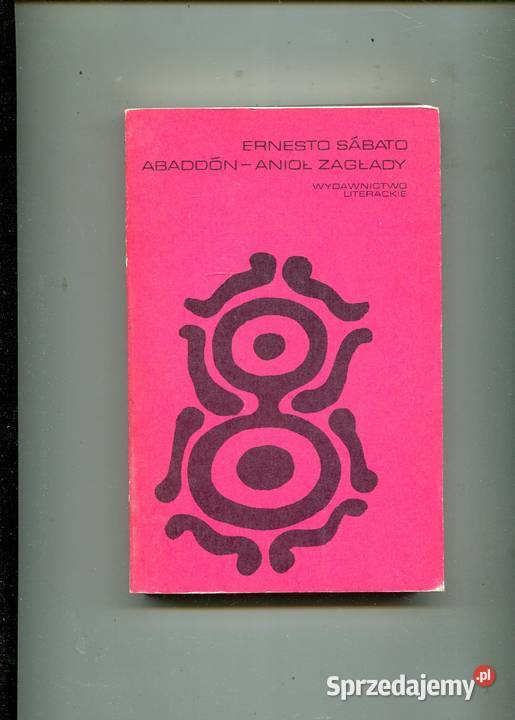 ERNESTO SÁBATO
ABADDÓN — ANIOŁ ZAGŁADY
WYDAWNICTWO
LITERACKIE
Sprzedajemy.pl